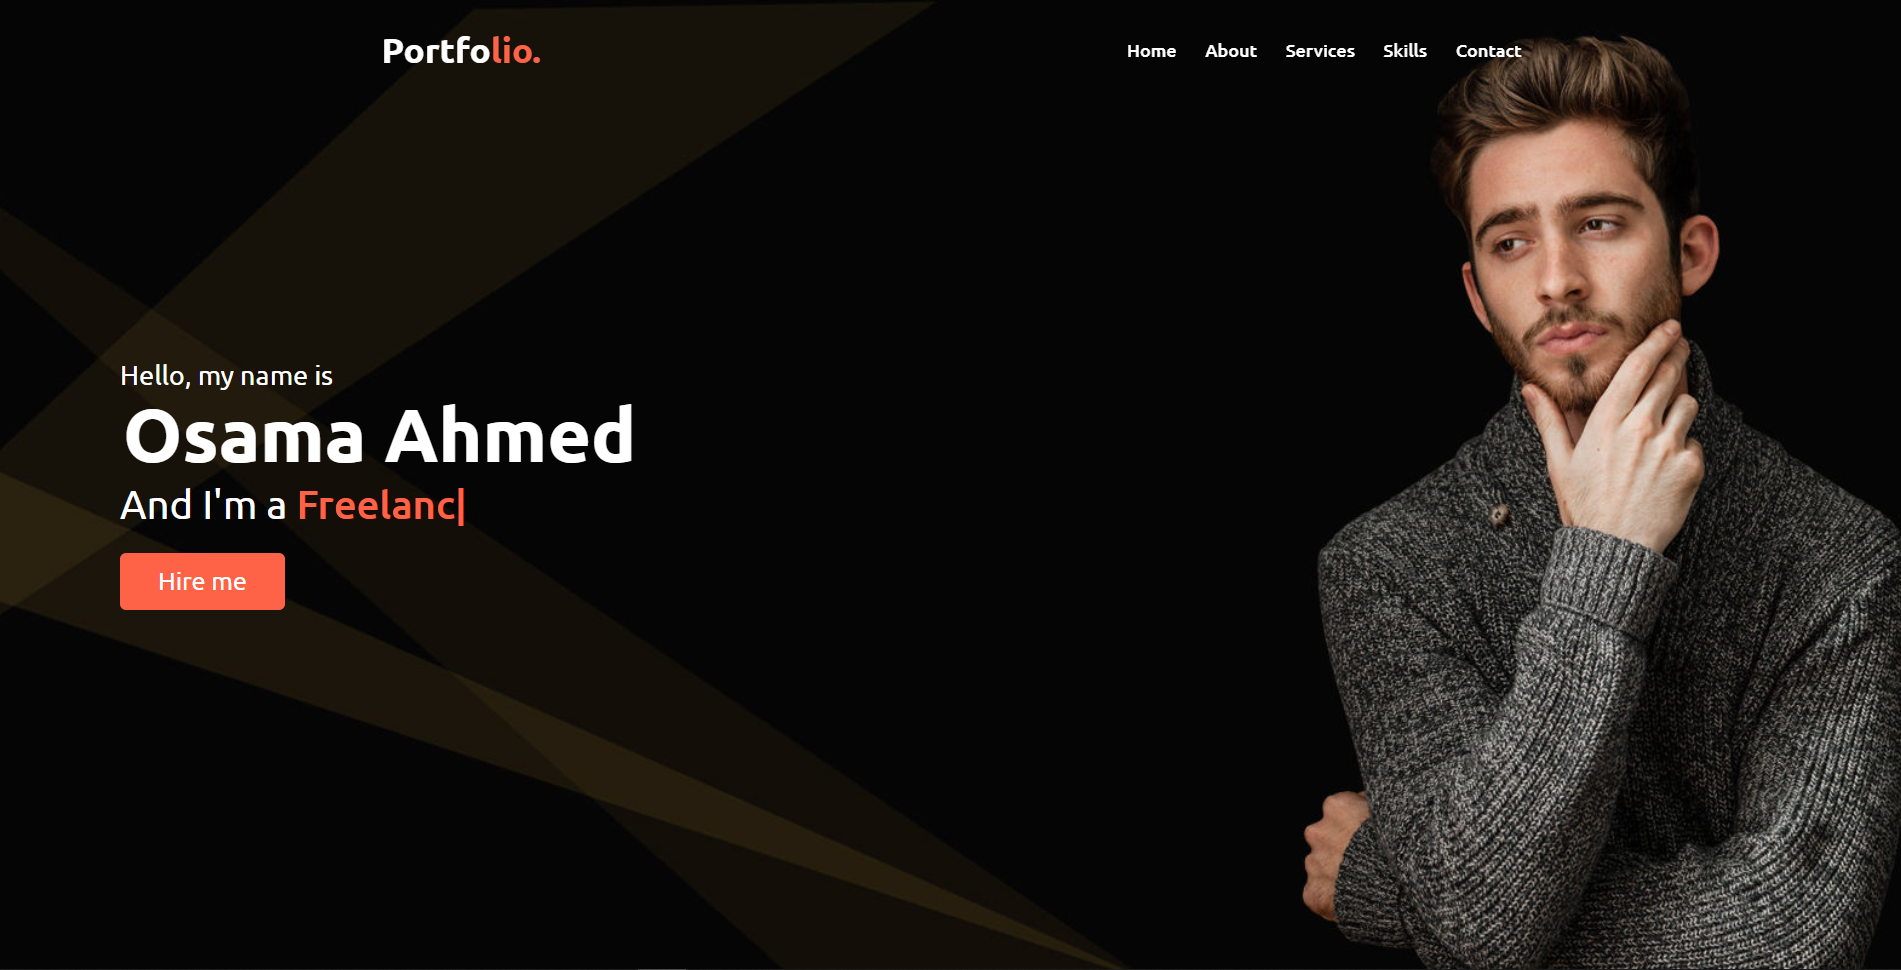 Portfolio.
Home About Services Skills Contact
Hello, my name is
Osama Ahmed
And I'm a Freelanc|
Hire me